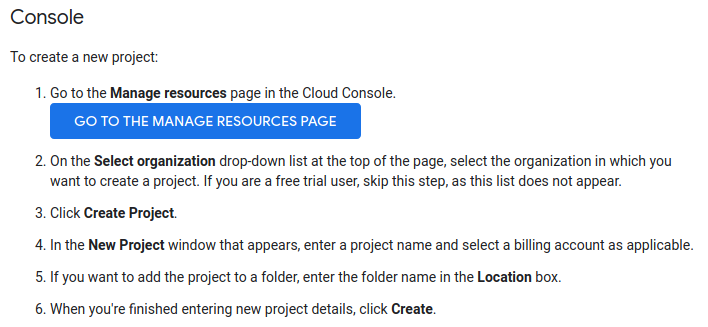 Console
To create a new project:
1. Go to the Manage resources page in the Cloud Console.
GO TO THE MANAGE RESOURCES PAGE
2. On the Select organization drop-down list at the top of the page, select the organization in which you
want to create a project. If you are a free trial user, skip this step, as this list does not appear.
3. Click Create Project.
4. In the New Project window that appears, enter a project name and select a billing account as applicable.
5. If you want to add the project to a folder, enter the folder name in the Location box.
6. When you're finished entering new project details, click Create.